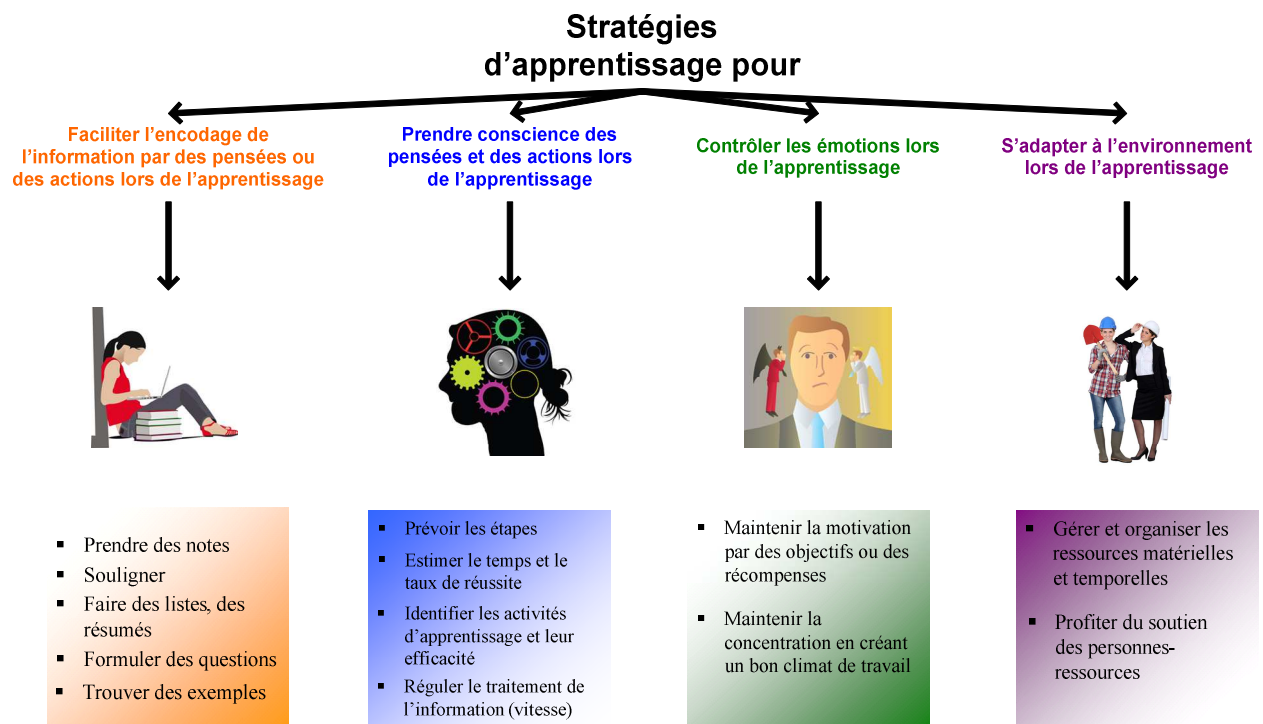 Stratégies
d’apprentissage pour
Faciliter l’encodage de
l’information par des pensées ou
des actions lors de l’apprentissage
Prendre conscience des
pensées et des actions lors
de l’apprentissage
Contrôler les émotions lors
de l’apprentissage
S’adapter à l’environnement
lors de l’apprentissage
▪ Prendre des notes
▪ Souligner
▪ Faire des listes, des
résumés
▪ Formuler des questions
▪ Trouver des exemples
▪ Prévoir les étapes
▪ Estimer le temps et le
taux de réussite
▪ Identifier les activités
d’apprentissage et leur
efficacité
▪ Réguler le traitement de
l’information (vitesse)
▪ Maintenir la motivation
par des objectifs ou des
récompenses
▪ Maintenir la
concentration en créant
un bon climat de travail
▪ Gérer et organiser les
ressources matérielles
et temporelles
▪ Profiter du soutien
des personnes-
ressources